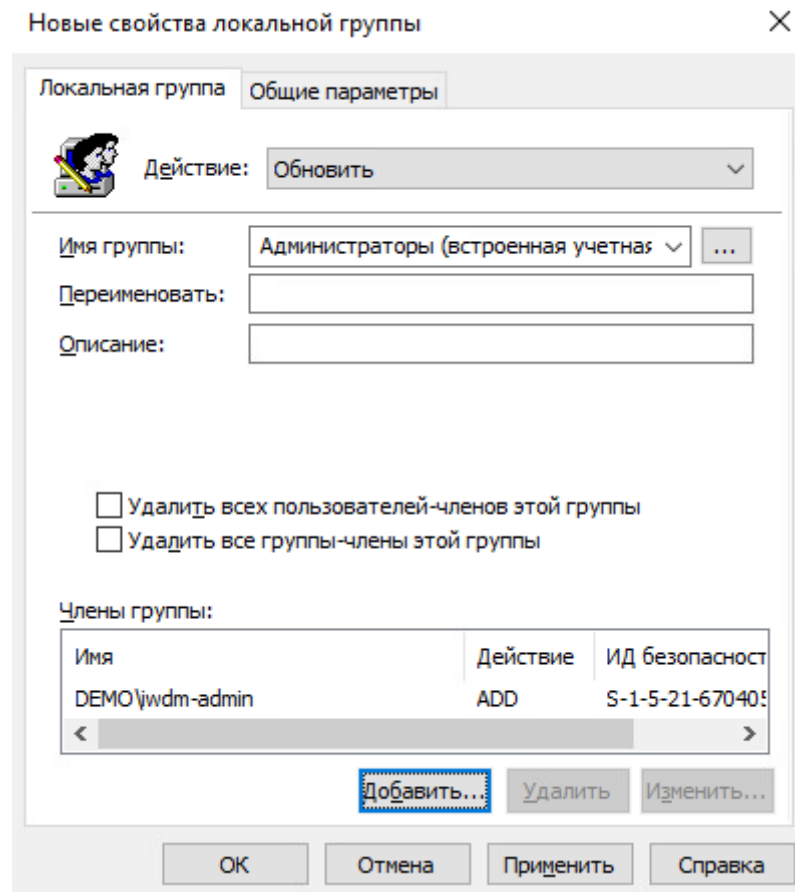 Новые свойства локальной группы
Локальная группа Общие параметры
Действие: Обновить
Имя группы: Администраторы (встроенная учетная ...
Переименовать:
Описание:
Удалить всех пользователей-членов этой группы
Удалить все группы-члены этой группы
Члены группы:
Имя Действие ИД безопасност
DEMO\jwdm-admin ADD S-1-5-21-670405
Добавить... Удалить Изменить...
ОК Отмена Применить Справка